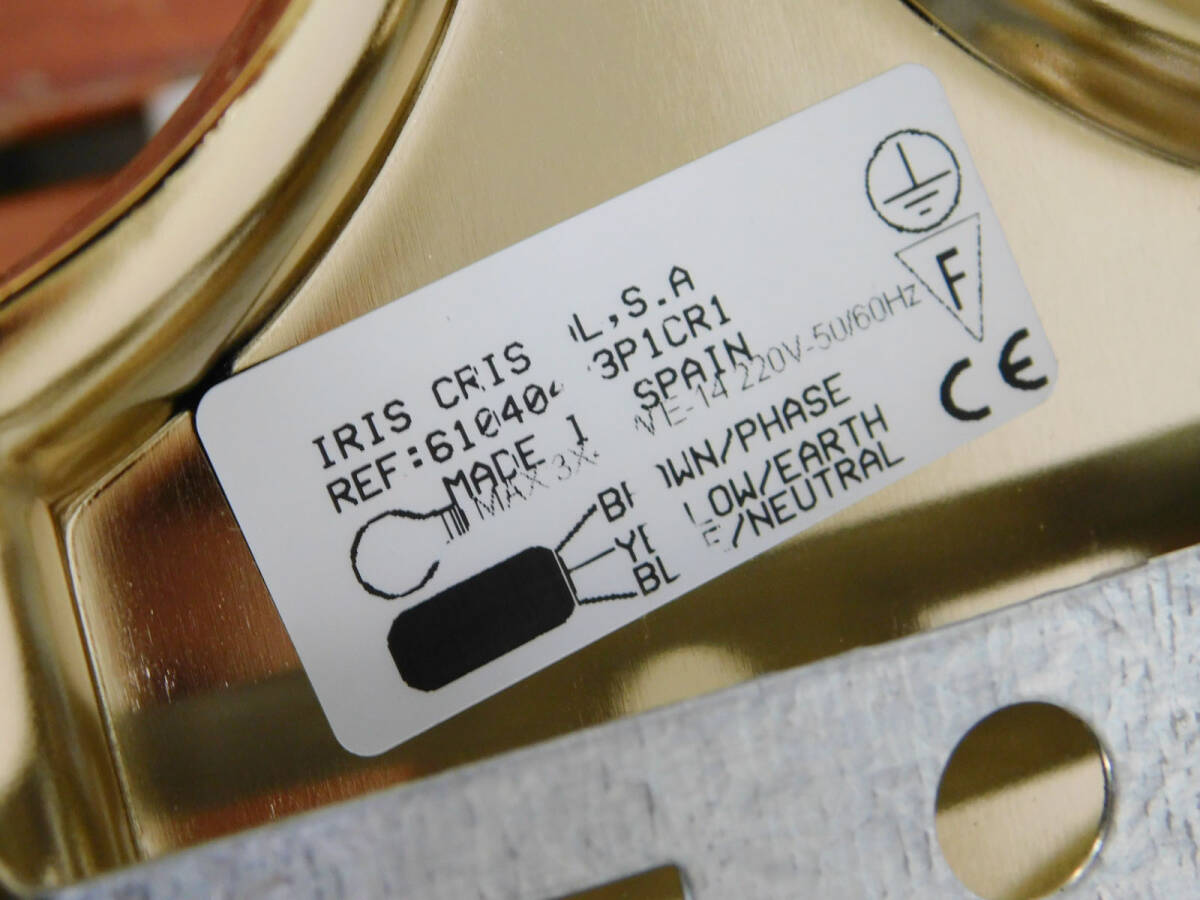 IRIS CRIS L,S.A
REF:61040 3P1CR1
MADE SPAIN
MAX 3X E-14 220V-50/60Hz
F
CE
WN/PHASE
LOW/EARTH
BL E/NEUTRAL